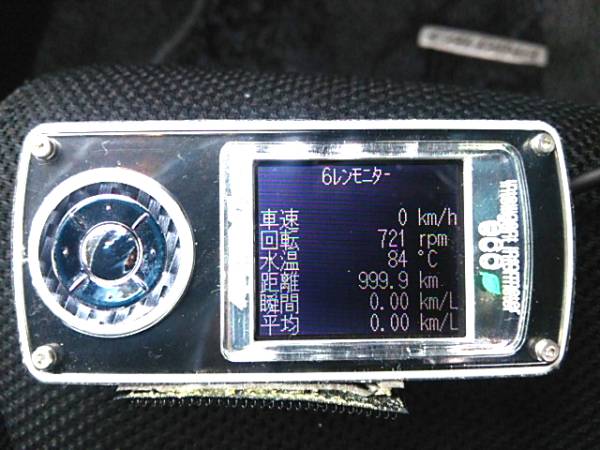 6レンモニター
車速 0 km/h
回転 721 rpm
水温 84 °C
距離 999.9 km
瞬間 0.00 km/L
平均 0.00 km/L